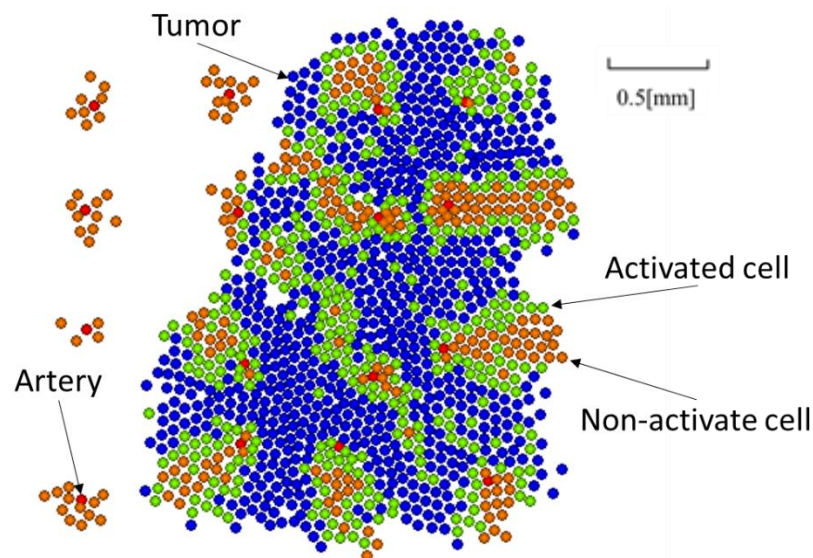 Tumor
0.5[mm]
Activated cell
Artery
Non-activate cell